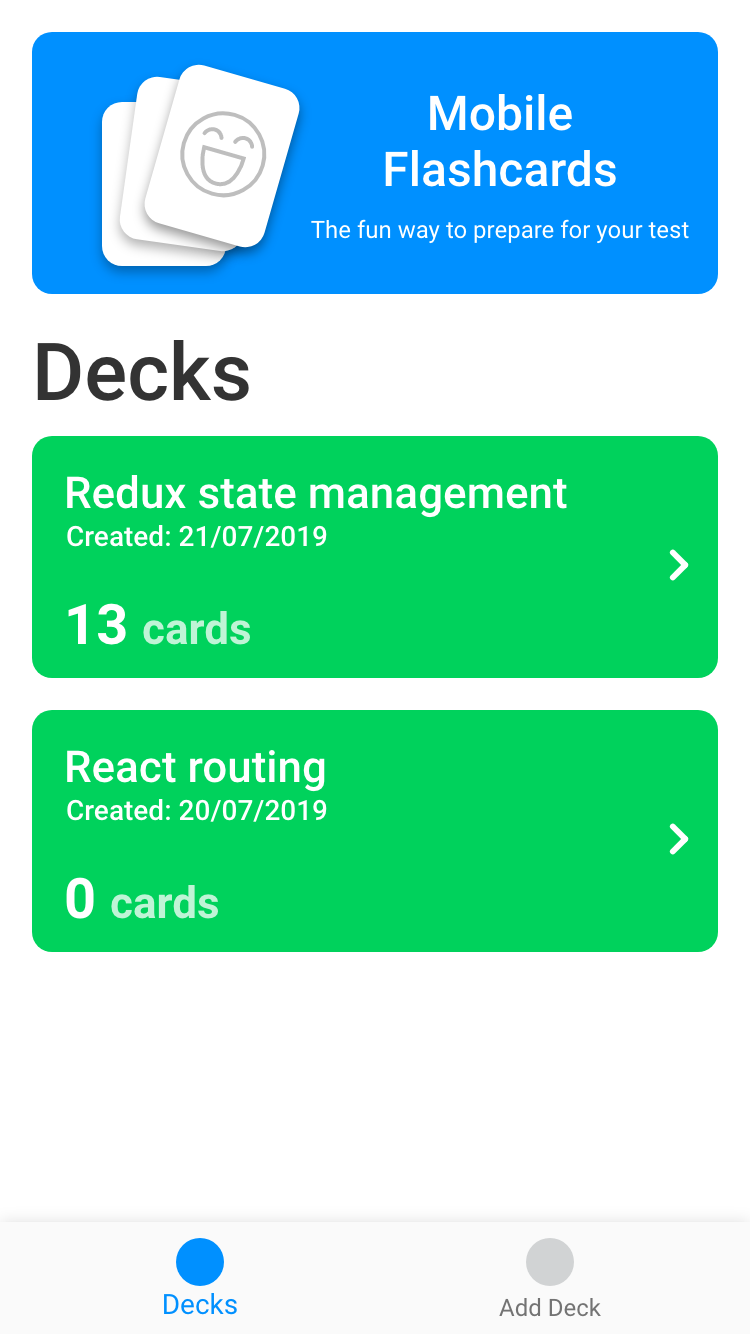 Mobile
Flashcards
The fun way to prepare for your test
Decks
Redux state management
Created: 21/07/2019
13 cards
React routing
Created: 20/07/2019
0 cards
Decks
Add Deck